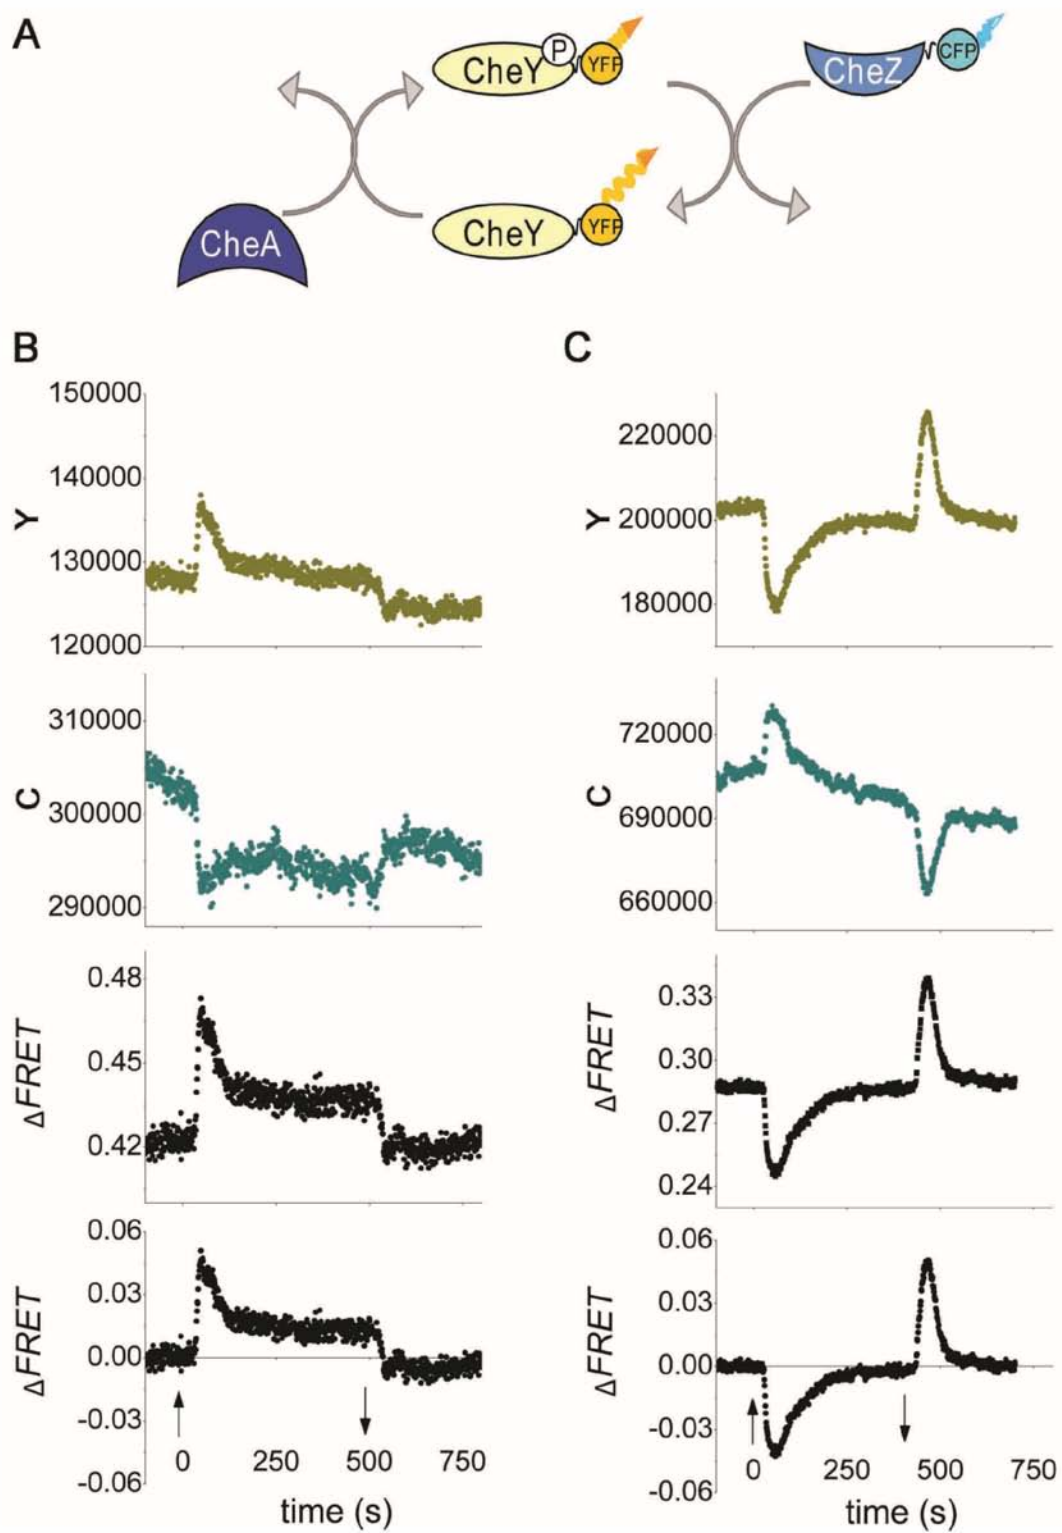 A
CheY P YFP
CheZ CFP
CheA
CheY YFP
B
C
150000
140000
130000
120000
Y
220000
200000
180000
Y
310000
300000
290000
C
720000
690000
660000
C
0.48
0.45
0.42
ΔFRET
0.33
0.30
0.27
0.24
ΔFRET
0.06
0.03
0.00
-0.03
-0.06
ΔFRET
0 250 500 750
time (s)
0.06
0.03
0.00
-0.03
-0.06
ΔFRET
0 250 500 750
time (s)